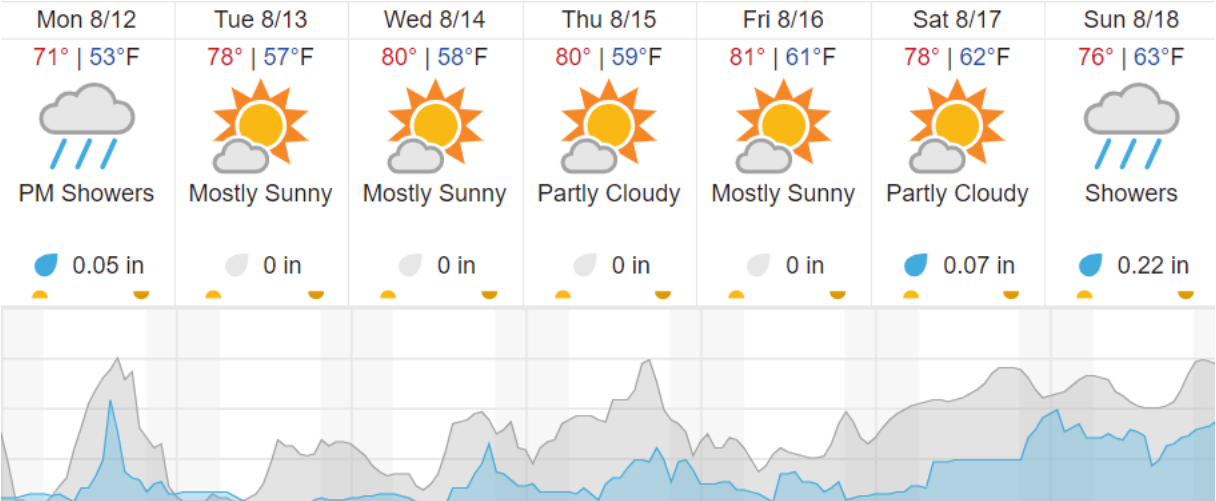 Mon 8/12 Tue 8/13 Wed 8/14 Thu 8/15 Fri 8/16 Sat 8/17 Sun 8/18
71° | 53°F 78° | 57°F 80° | 58°F 80° | 59°F 81° | 61°F 78° | 62°F 76° | 63°F
PM Showers Mostly Sunny Mostly Sunny Partly Cloudy Mostly Sunny Partly Cloudy Showers
0.05 in 0 in 0 in 0 in 0 in 0.07 in 0.22 in